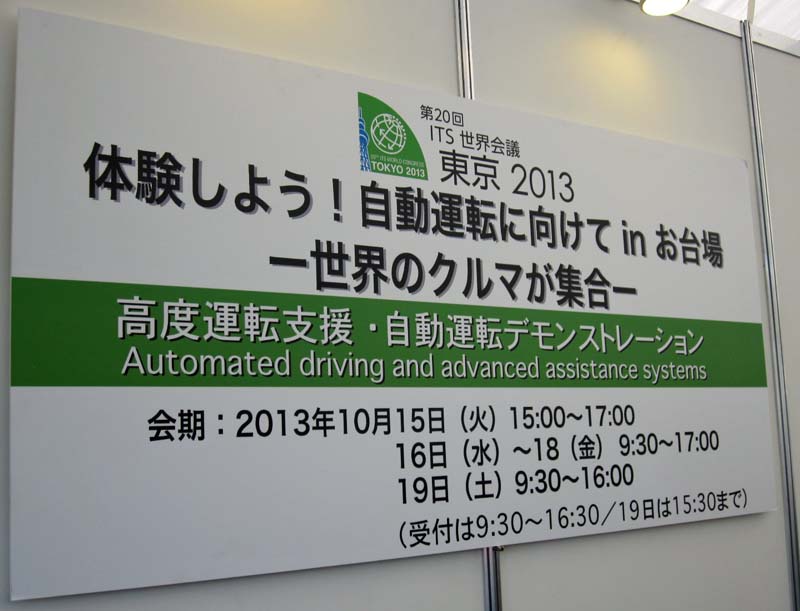 第20回
ITS 世界会議
東京 2013
20TH ITS WORLD CONGRESS
TOKYO 2013
体験しよう！自動運転に向けて in お台場
ー世界のクルマが集合ー
高度運転支援・自動運転デモンストレーション
Automated driving and advanced assistance systems
会期：2013年10月15日（火）15:00〜17:00
16日（水）〜18（金）9:30〜17:00
19日（土）9:30〜16:00
（受付は9:30〜16:30／19日は15:30まで）